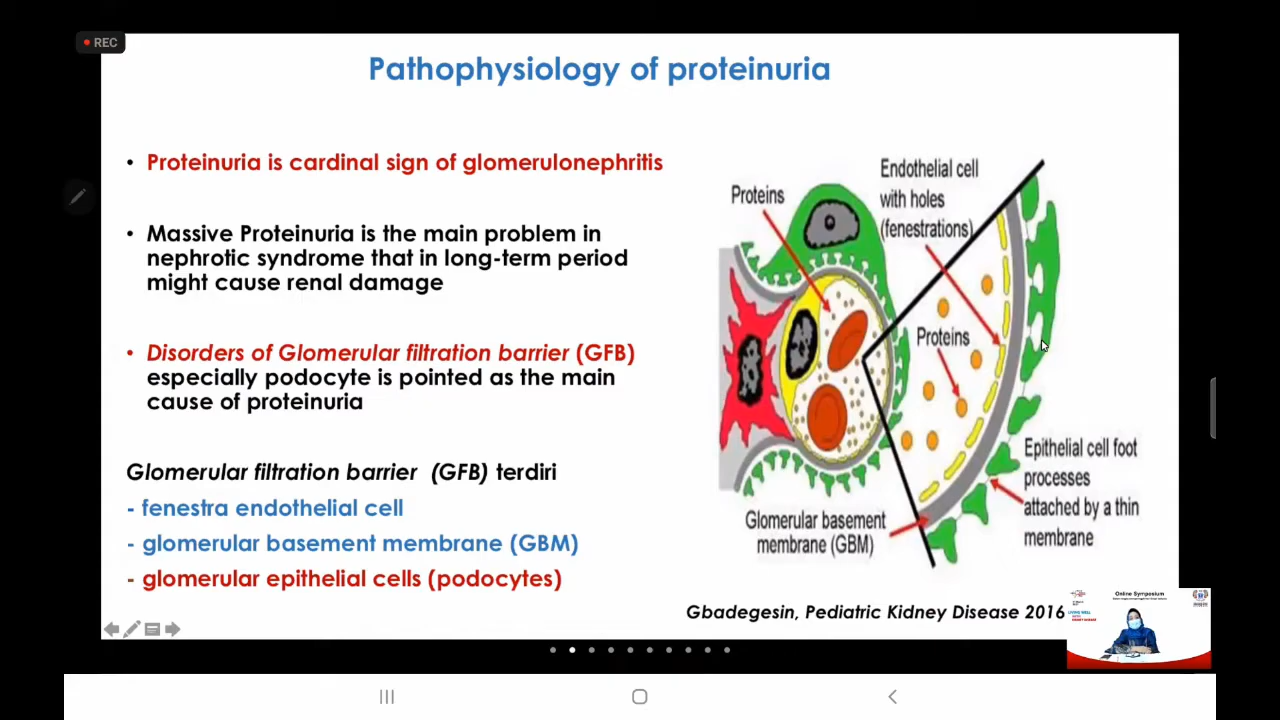 REC
Pathophysiology of proteinuria
• Proteinuria is cardinal sign of glomerulonephritis
• Massive Proteinuria is the main problem in
nephrotic syndrome that in long-term period
might cause renal damage
• Disorders of Glomerular filtration barrier (GFB)
especially podocyte is pointed as the main
cause of proteinuria
Glomerular filtration barrier (GFB) terdiri
- fenestra endothelial cell
- glomerular basement membrane (GBM)
- glomerular epithelial cells (podocytes)
Proteins
Endothelial cell
with holes
(fenestrations)
Proteins
Epithelial cell foot
processes
attached by a thin
membrane
Glomerular basement
membrane (GBM)
Gbadegesin, Pediatric Kidney Disease 2016
Online Symposium
LIVING WELL
KIDNEY DISEASE